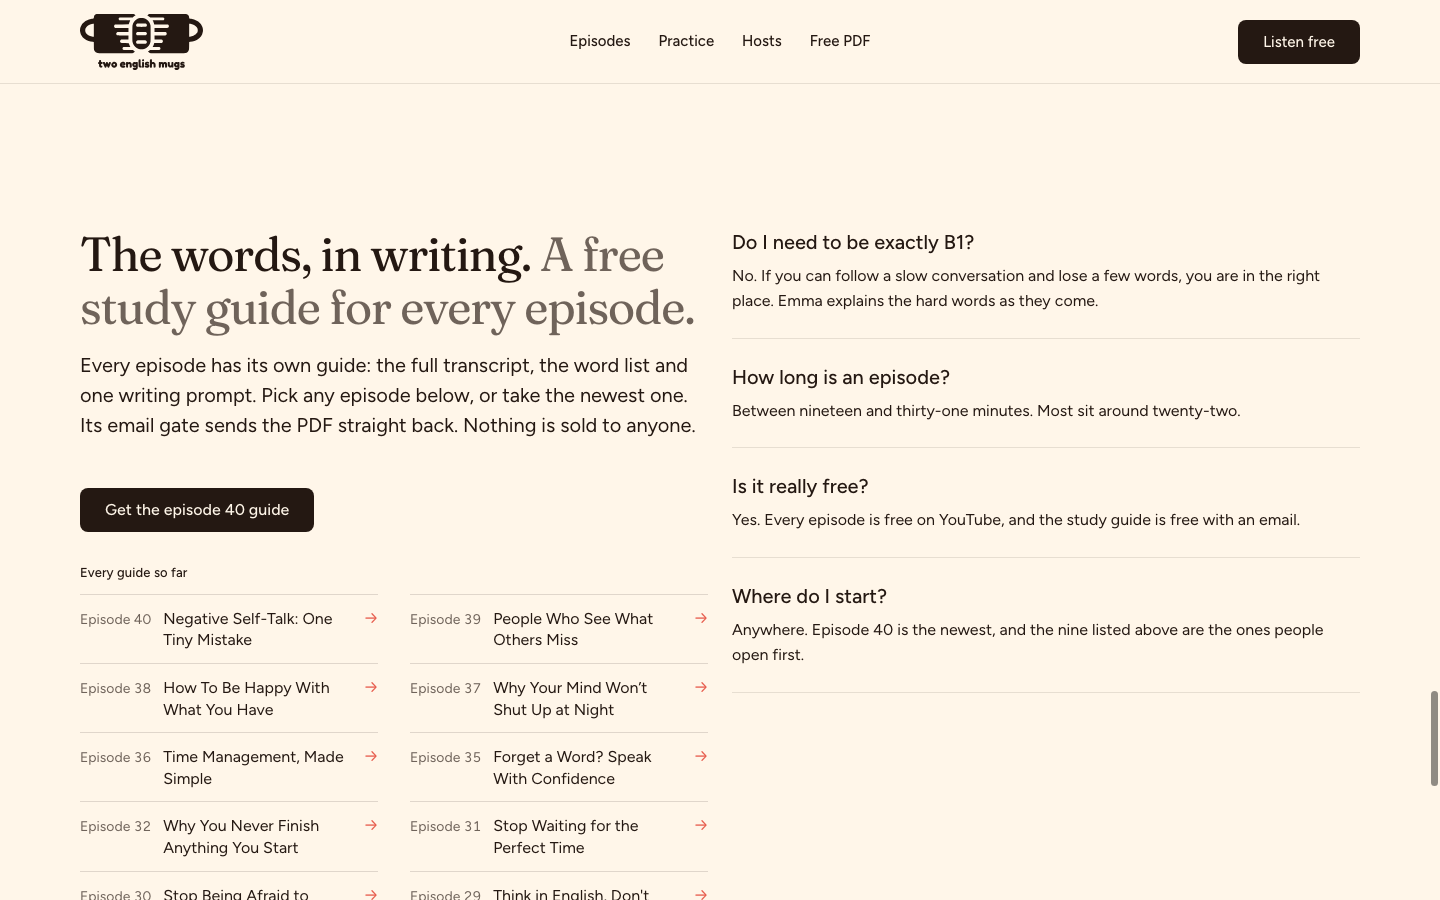 two english mugs
Episodes
Practice
Hosts
Free PDF
Listen free
The words, in writing. A free
study guide for every episode.
Every episode has its own guide: the full transcript, the word list and
one writing prompt. Pick any episode below, or take the newest one.
Its email gate sends the PDF straight back. Nothing is sold to anyone.
Get the episode 40 guide
Every guide so far
Episode 40 Negative Self-Talk: One
Tiny Mistake
Episode 39 People Who See What
Others Miss
Episode 38 How To Be Happy With
What You Have
Episode 37 Why Your Mind Won’t
Shut Up at Night
Episode 36 Time Management, Made
Simple
Episode 35 Forget a Word? Speak
With Confidence
Episode 32 Why You Never Finish
Anything You Start
Episode 31 Stop Waiting for the
Perfect Time
Episode 30 Stop Being Afraid to
Episode 29 Think in English, Don't
Do I need to be exactly B1?
No. If you can follow a slow conversation and lose a few words, you are in the right
place. Emma explains the hard words as they come.
How long is an episode?
Between nineteen and thirty-one minutes. Most sit around twenty-two.
Is it really free?
Yes. Every episode is free on YouTube, and the study guide is free with an email.
Where do I start?
Anywhere. Episode 40 is the newest, and the nine listed above are the ones people
open first.